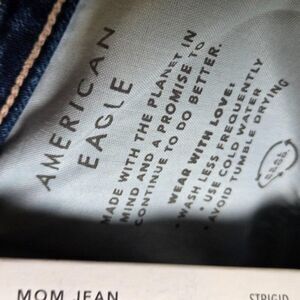 AMERICAN
EAGLE
MADE WITH THE PLANET IN
MIND AND A PROMISE TO
CONTINUE TO DO BETTER.
WEAR WITH LOVE:
• WASH LESS FREQUENTLY
• USE COLD WATER
• AVOID TUMBLE DRYING
MOM JEAN
STRIGID